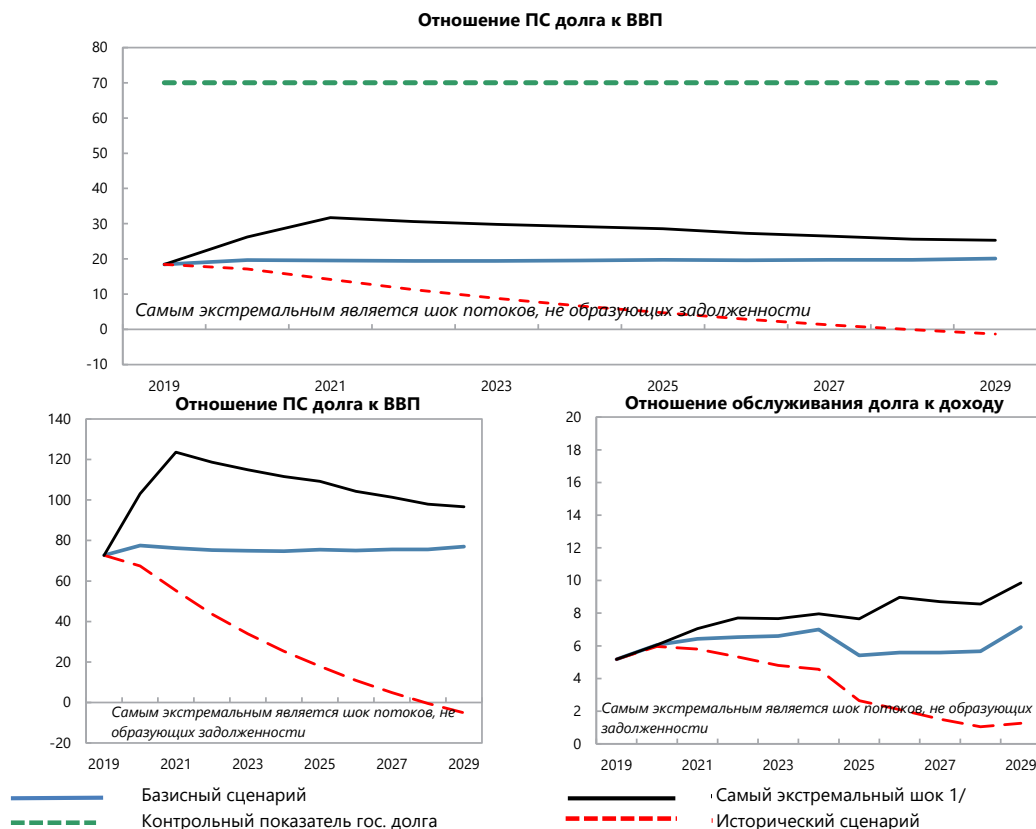 Отношение ПС долга к ВВП
80
70
60
50
40
30
20
10
0
-10
Самым экстремальным является шок потоков, не образующих задолженности
2019 2021 2023 2025 2027 2029
Отношение ПС долга к ВВП
140
120
100
80
60
40
20
0
-20
Самым экстремальным является шок потоков, не
образующих задолженности
2019 2021 2023 2025 2027 2029
Отношение обслуживания долга к доходу
20
18
16
14
12
10
8
6
4
2
0
Самым экстремальным является шок потоков, не образующих
задолженности
2019 2021 2023 2025 2027 2029
Базисный сценарий
Самый экстремальный шок 1/
Контрольный показатель гос. долга
Исторический сценарий